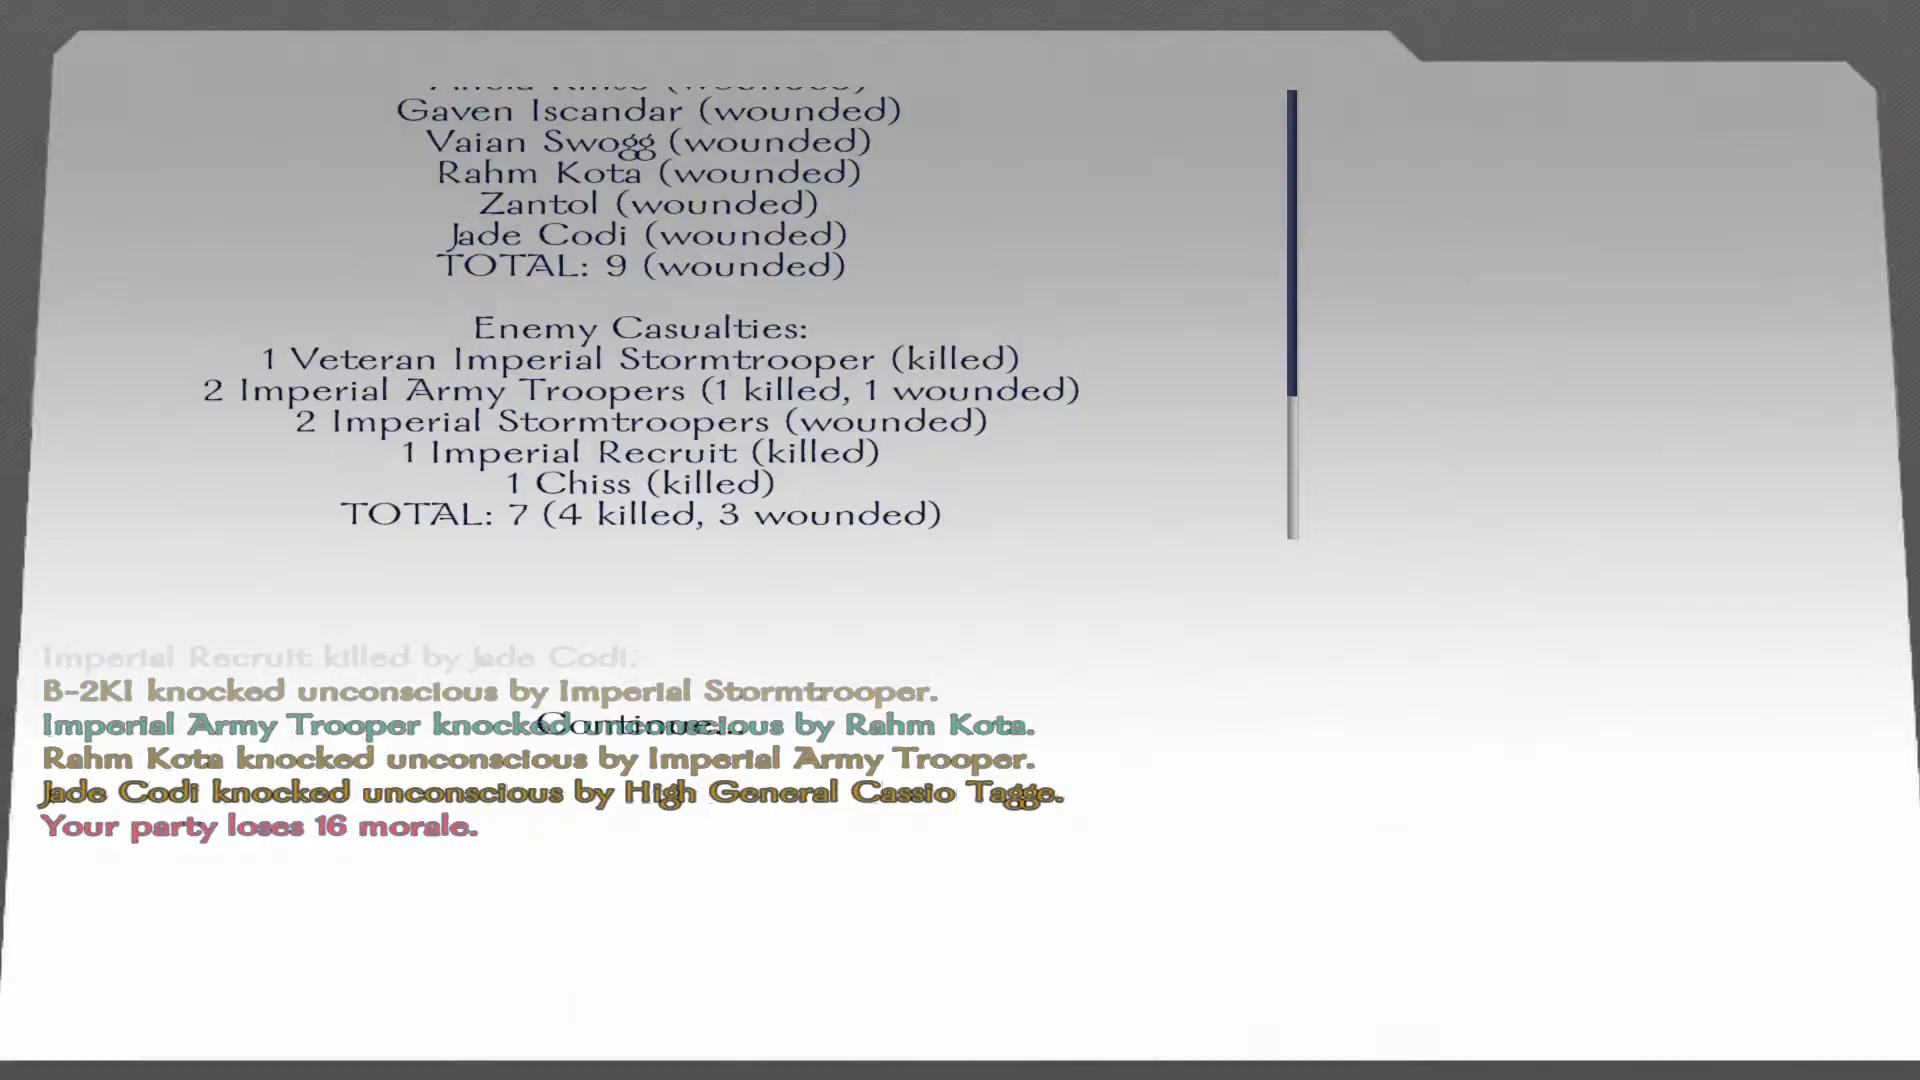 (wounded)
Gaven Iscandar (wounded)
Vaian Swogg (wounded)
Rahm Kota (wounded)
Zantol (wounded)
Jade Codi (wounded)
TOTAL: 9 (wounded)
Enemy Casualties:
1 Veteran Imperial Stormtrooper (killed)
2 Imperial Army Troopers (1 killed, 1 wounded)
2 Imperial Stormtroopers (wounded)
1 Imperial Recruit (killed)
1 Chiss (killed)
TOTAL: 7 (4 killed, 3 wounded)
Imperial Recruit killed by Jade Codi.
B-2KI knocked unconscious by Imperial Stormtrooper.
Imperial Army Trooper knocked unconscious by Rahm Kota.
Continue...
Rahm Kota knocked unconscious by Imperial Army Trooper.
Jade Codi knocked unconscious by High General Cassio Tagge.
Your party loses 16 morale.